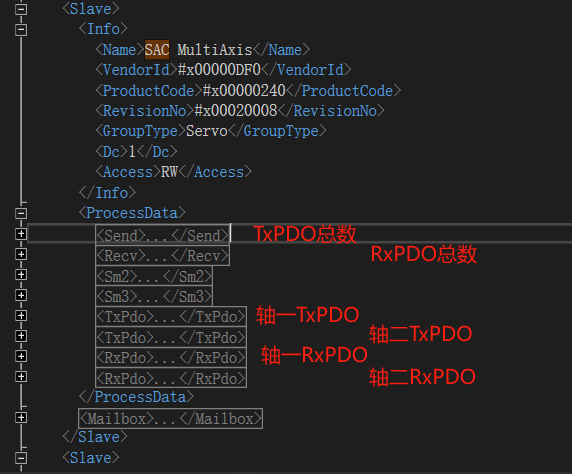 <Slave>
<Info>
<Name>SAC MultiAxis</Name>
<VendorId>#x00000DF0</VendorId>
<ProductCode>#x00000240</ProductCode>
<RevisionNo>#x00020008</RevisionNo>
<GroupType>Servo</GroupType>
<Dc>1</Dc>
<Access>RW</Access>
</Info>
<ProcessData>
<Send>...</Send> TxPDO总数
<Recv>...</Recv> RxPDO总数
<Sm2>...</Sm2>
<Sm3>...</Sm3>
<TxPdo>...</TxPdo> 轴一TxPDO
<TxPdo>...</TxPdo> 轴二TxPDO
<RxPdo>...</RxPdo> 轴一RxPDO
<RxPdo>...</RxPdo> 轴二RxPDO
</ProcessData>
<Mailbox>...</Mailbox>
</Slave>
<Slave>